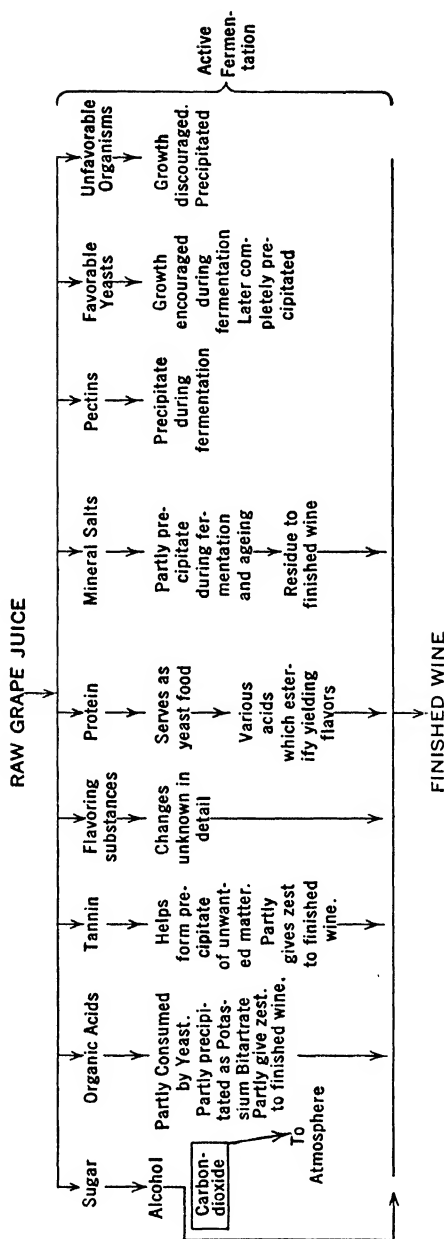 RAW GRAPE JUICE
Sugar
Alcohol
Carbon-
dioxide
To
Atmosphere
Organic Acids
Partly Consumed
by Yeast.
Partly precipi-
tated as Potas-
sium Bitartrate
Partly give zest.
to finished wine.
Tannin
Helps
form pre-
cipitate
of unwant-
ed matter.
Partly
gives zest
to finished
wine.
Flavoring
substances
Changes
unknown in
detail
Protein
Serves as
yeast food
Various
acids
which ester-
ify yielding
flavors
Mineral Salts
Partly pre-
cipitate
during fer-
mentation
and ageing
Residue to
finished wine
Pectins
Precipitate
during
fermentation
Favorable
Yeasts
Growth
encouraged
during
fermentation
Later com-
pletely pre-
cipitated
Unfavorable
Organisms
Growth
discouraged.
Precipitated
Active
Fermen-
tation
FINISHED WINE